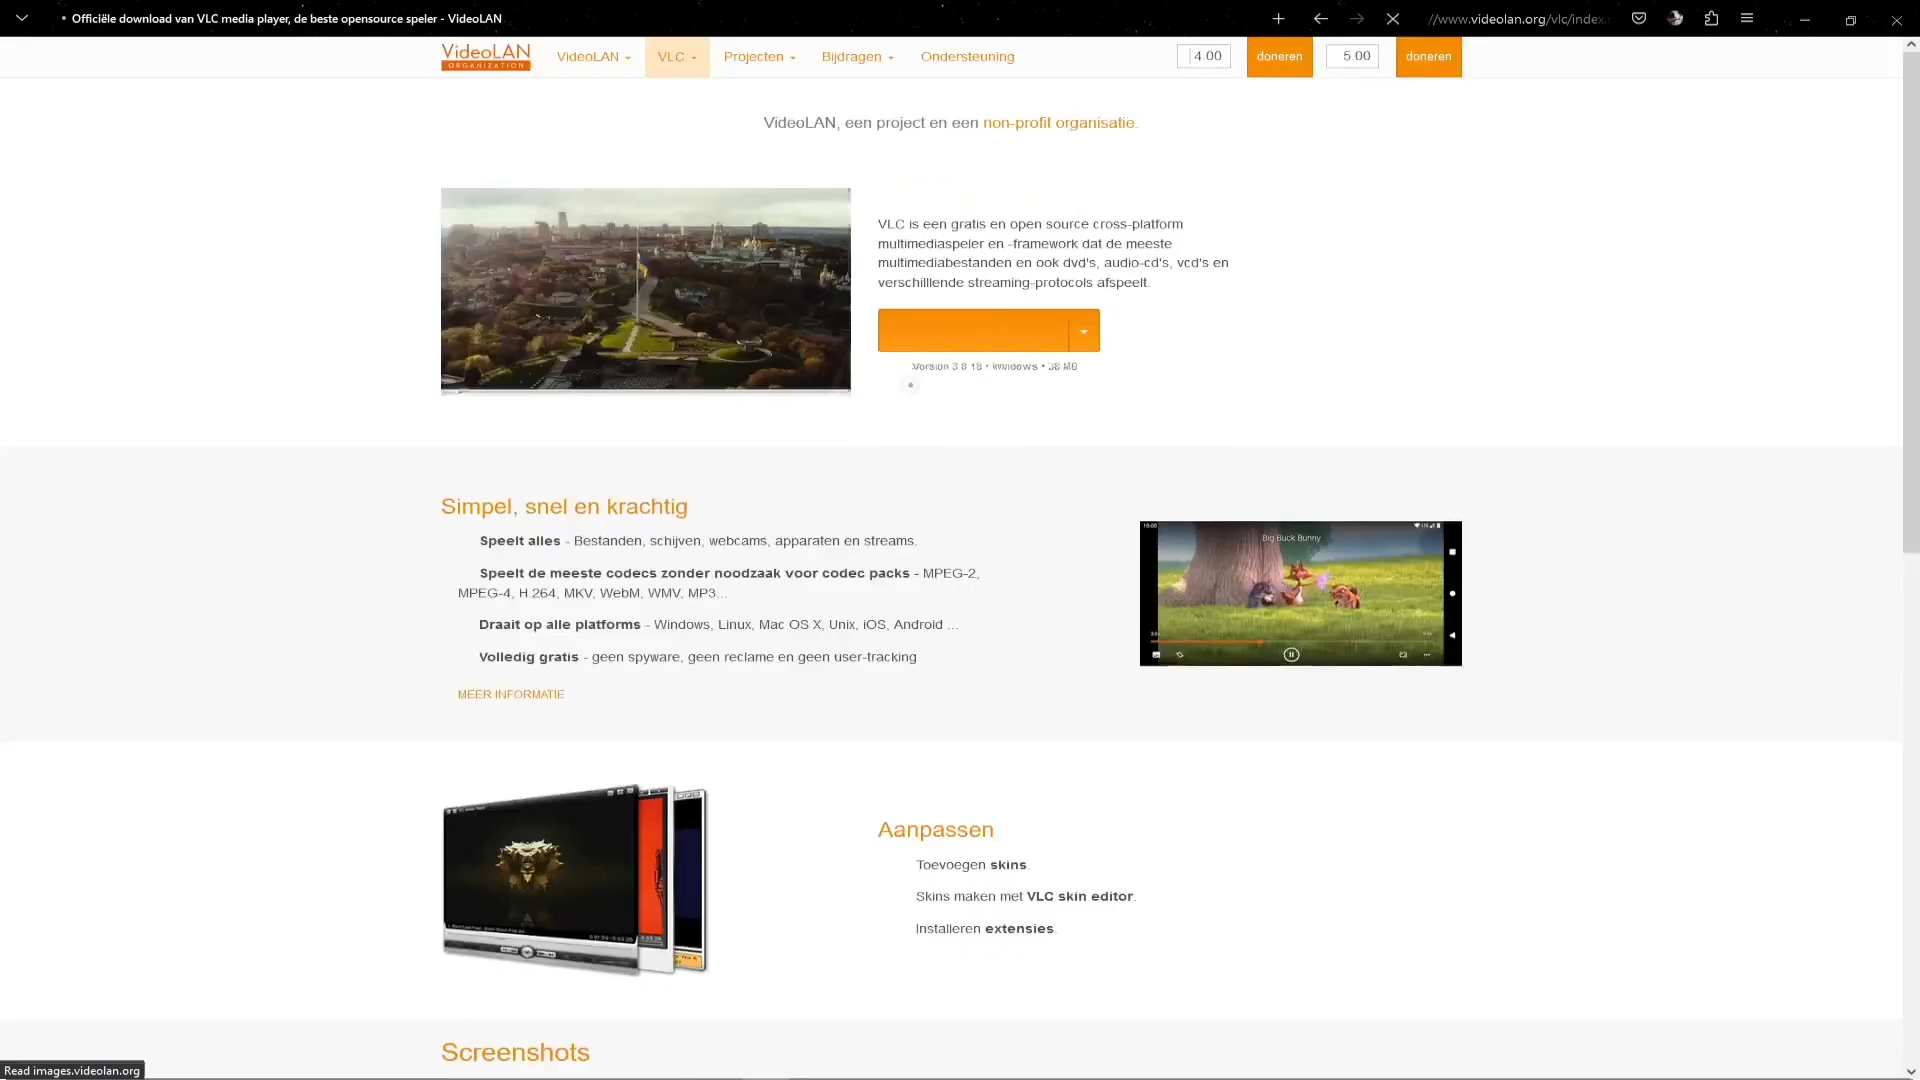 Officiële download van VLC media player, de beste opensource speler - VideoLAN
://www.videolan.org/vlc/index.
VideoLAN
ORGANIZATION
VideoLAN
VLC
Projecten
Bijdragen
Ondersteuning
4.00
doneren
5.00
doneren
VideoLAN, een project en een non-profit organisatie.
VLC is een gratis en open source cross-platform
multimediaspeler en -framework dat de meeste
multimediabestanden en ook dvd's, audio-cd's, vcd's en
verschillende streaming-protocols afspeelt.
Windows
Simpel, snel en krachtig
Speelt alles - Bestanden, schijven, webcams, apparaten en streams.
Speelt de meeste codecs zonder noodzaak voor codec packs - MPEG-2,
MPEG-4, H.264, MKV, WebM, WMV, MP3...
Draait op alle platforms - Windows, Linux, Mac OS X, Unix, iOS, Android ...
Volledig gratis - geen spyware, geen reclame en geen user-tracking
MEER INFORMATIE
Big Buck Bunny
Aanpassen
Toevoegen skins.
Skins maken met VLC skin editor.
Installeren extensies.
Screenshots
Read images.videolan.org